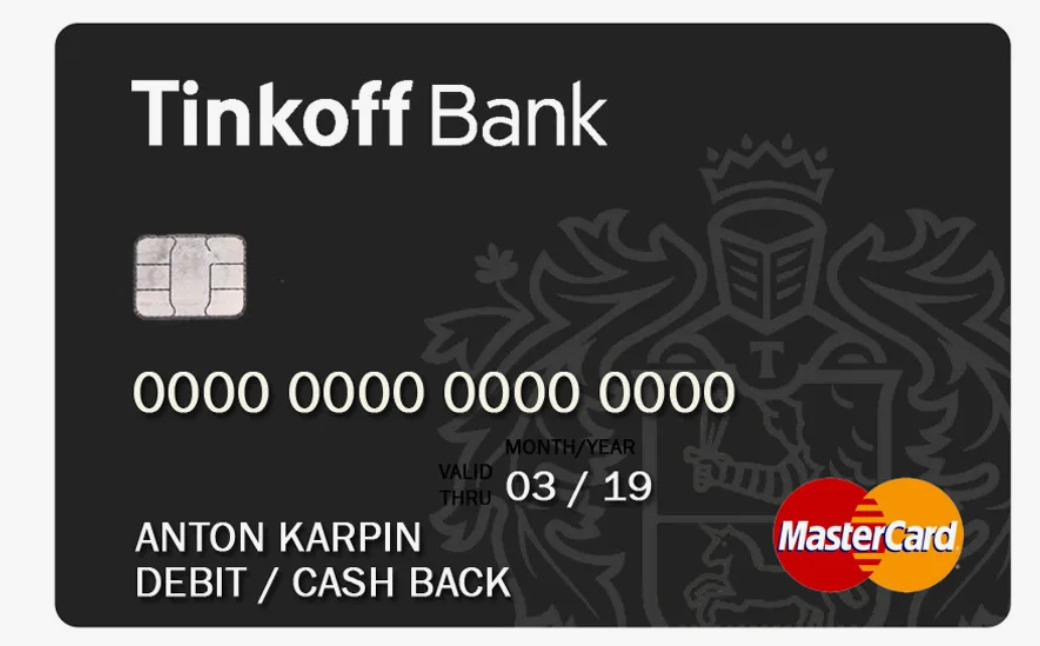 Tinkoff Bank
T
0000 0000 0000 0000
MONTH/YEAR
VALID THRU 03 / 19
ANTON KARPIN
DEBIT / CASH BACK
MasterCard